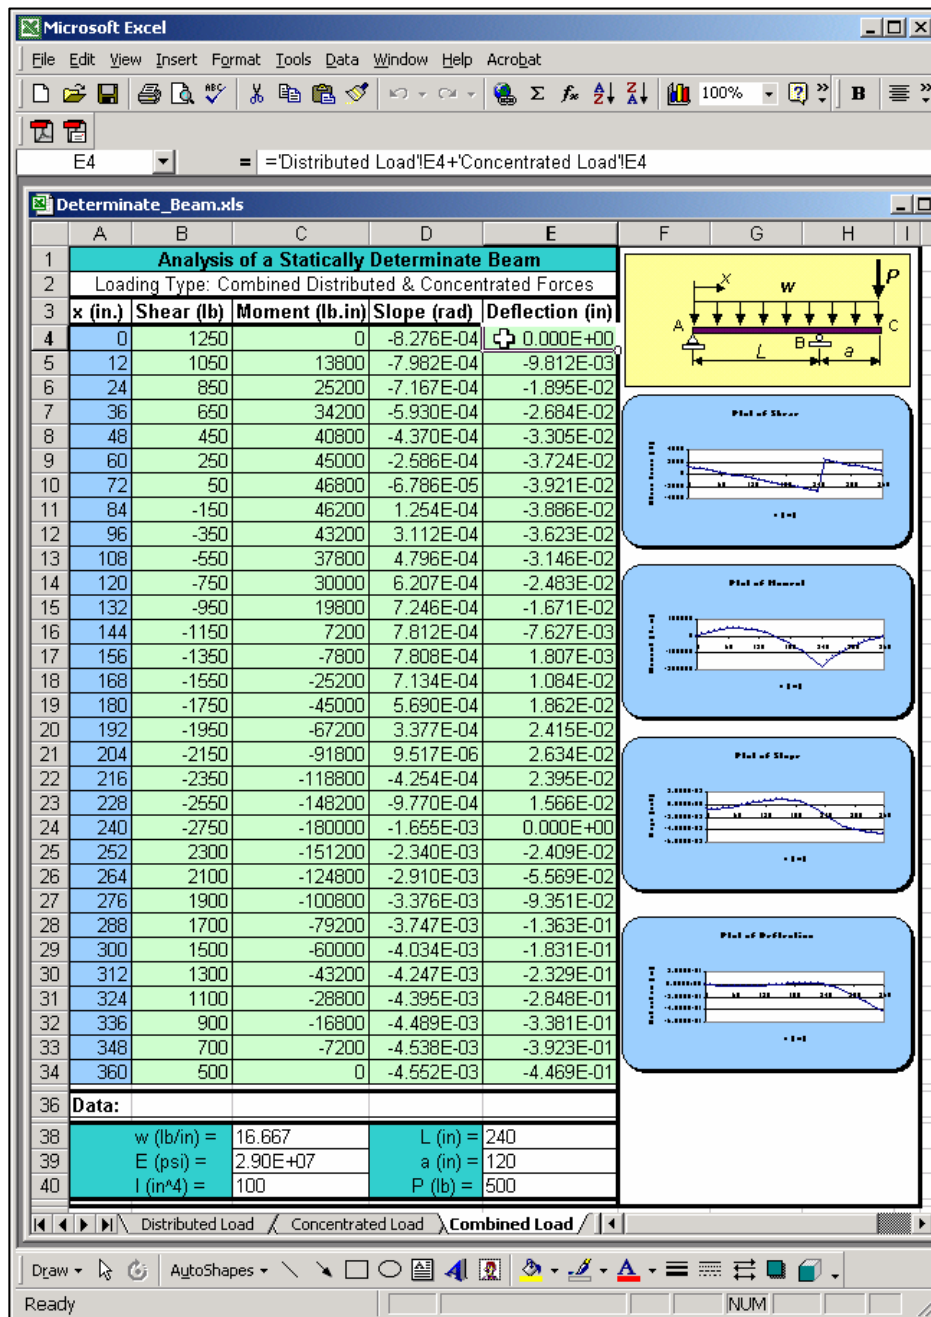 Microsoft Excel
File Edit View Insert Format Tools Data Window Help Acrobat
100%
E4 = ='Distributed Load'!E4+'Concentrated Load'!E4
Determinate_Beam.xls
A B C D E F G H I
1 Analysis of a Statically Determinate Beam
2 Loading Type: Combined Distributed & Concentrated Forces
3 x (in.) Shear (lb) Moment (lb.in) Slope (rad) Deflection (in)
4 0 1250 0 -8.276E-04 0.000E+00
5 12 1050 13800 -7.982E-04 -9.812E-03
6 24 850 25200 -7.167E-04 -1.895E-02
7 36 650 34200 -5.930E-04 -2.684E-02
8 48 450 40800 -4.370E-04 -3.305E-02
9 60 250 45000 -2.586E-04 -3.724E-02
10 72 50 46800 -6.786E-05 -3.921E-02
11 84 -150 46200 1.254E-04 -3.886E-02
12 96 -350 43200 3.112E-04 -3.623E-02
13 108 -550 37800 4.796E-04 -3.146E-02
14 120 -750 30000 6.207E-04 -2.483E-02
15 132 -950 19800 7.246E-04 -1.671E-02
16 144 -1150 7200 7.812E-04 -7.627E-03
17 156 -1350 -7800 7.808E-04 1.807E-03
18 168 -1550 -25200 7.134E-04 1.084E-02
19 180 -1750 -45000 5.690E-04 1.862E-02
20 192 -1950 -67200 3.377E-04 2.415E-02
21 204 -2150 -91800 9.517E-06 2.634E-02
22 216 -2350 -118800 -4.254E-04 2.395E-02
23 228 -2550 -148200 -9.770E-04 1.566E-02
24 240 -2750 -180000 -1.655E-03 0.000E+00
25 252 2300 -151200 -2.340E-03 -2.409E-02
26 264 2100 -124800 -2.910E-03 -5.569E-02
27 276 1900 -100800 -3.376E-03 -9.351E-02
28 288 1700 -79200 -3.747E-03 -1.363E-01
29 300 1500 -60000 -4.034E-03 -1.831E-01
30 312 1300 -43200 -4.247E-03 -2.329E-01
31 324 1100 -28800 -4.395E-03 -2.848E-01
32 336 900 -16800 -4.489E-03 -3.381E-01
33 348 700 -7200 -4.538E-03 -3.923E-01
34 360 500 0 -4.552E-03 -4.469E-01
36 Data:
38 w (lb/in) = 16.667 L (in) = 240
39 E (psi) = 2.90E+07 a (in) = 120
40 I (in^4) = 100 P (lb) = 500
x w P
A B C
L a
Plot of Shear
Plot of Moment
Plot of Slope
Plot of Deflection
Distributed Load Concentrated Load Combined Load
Draw AutoShapes
Ready NUM